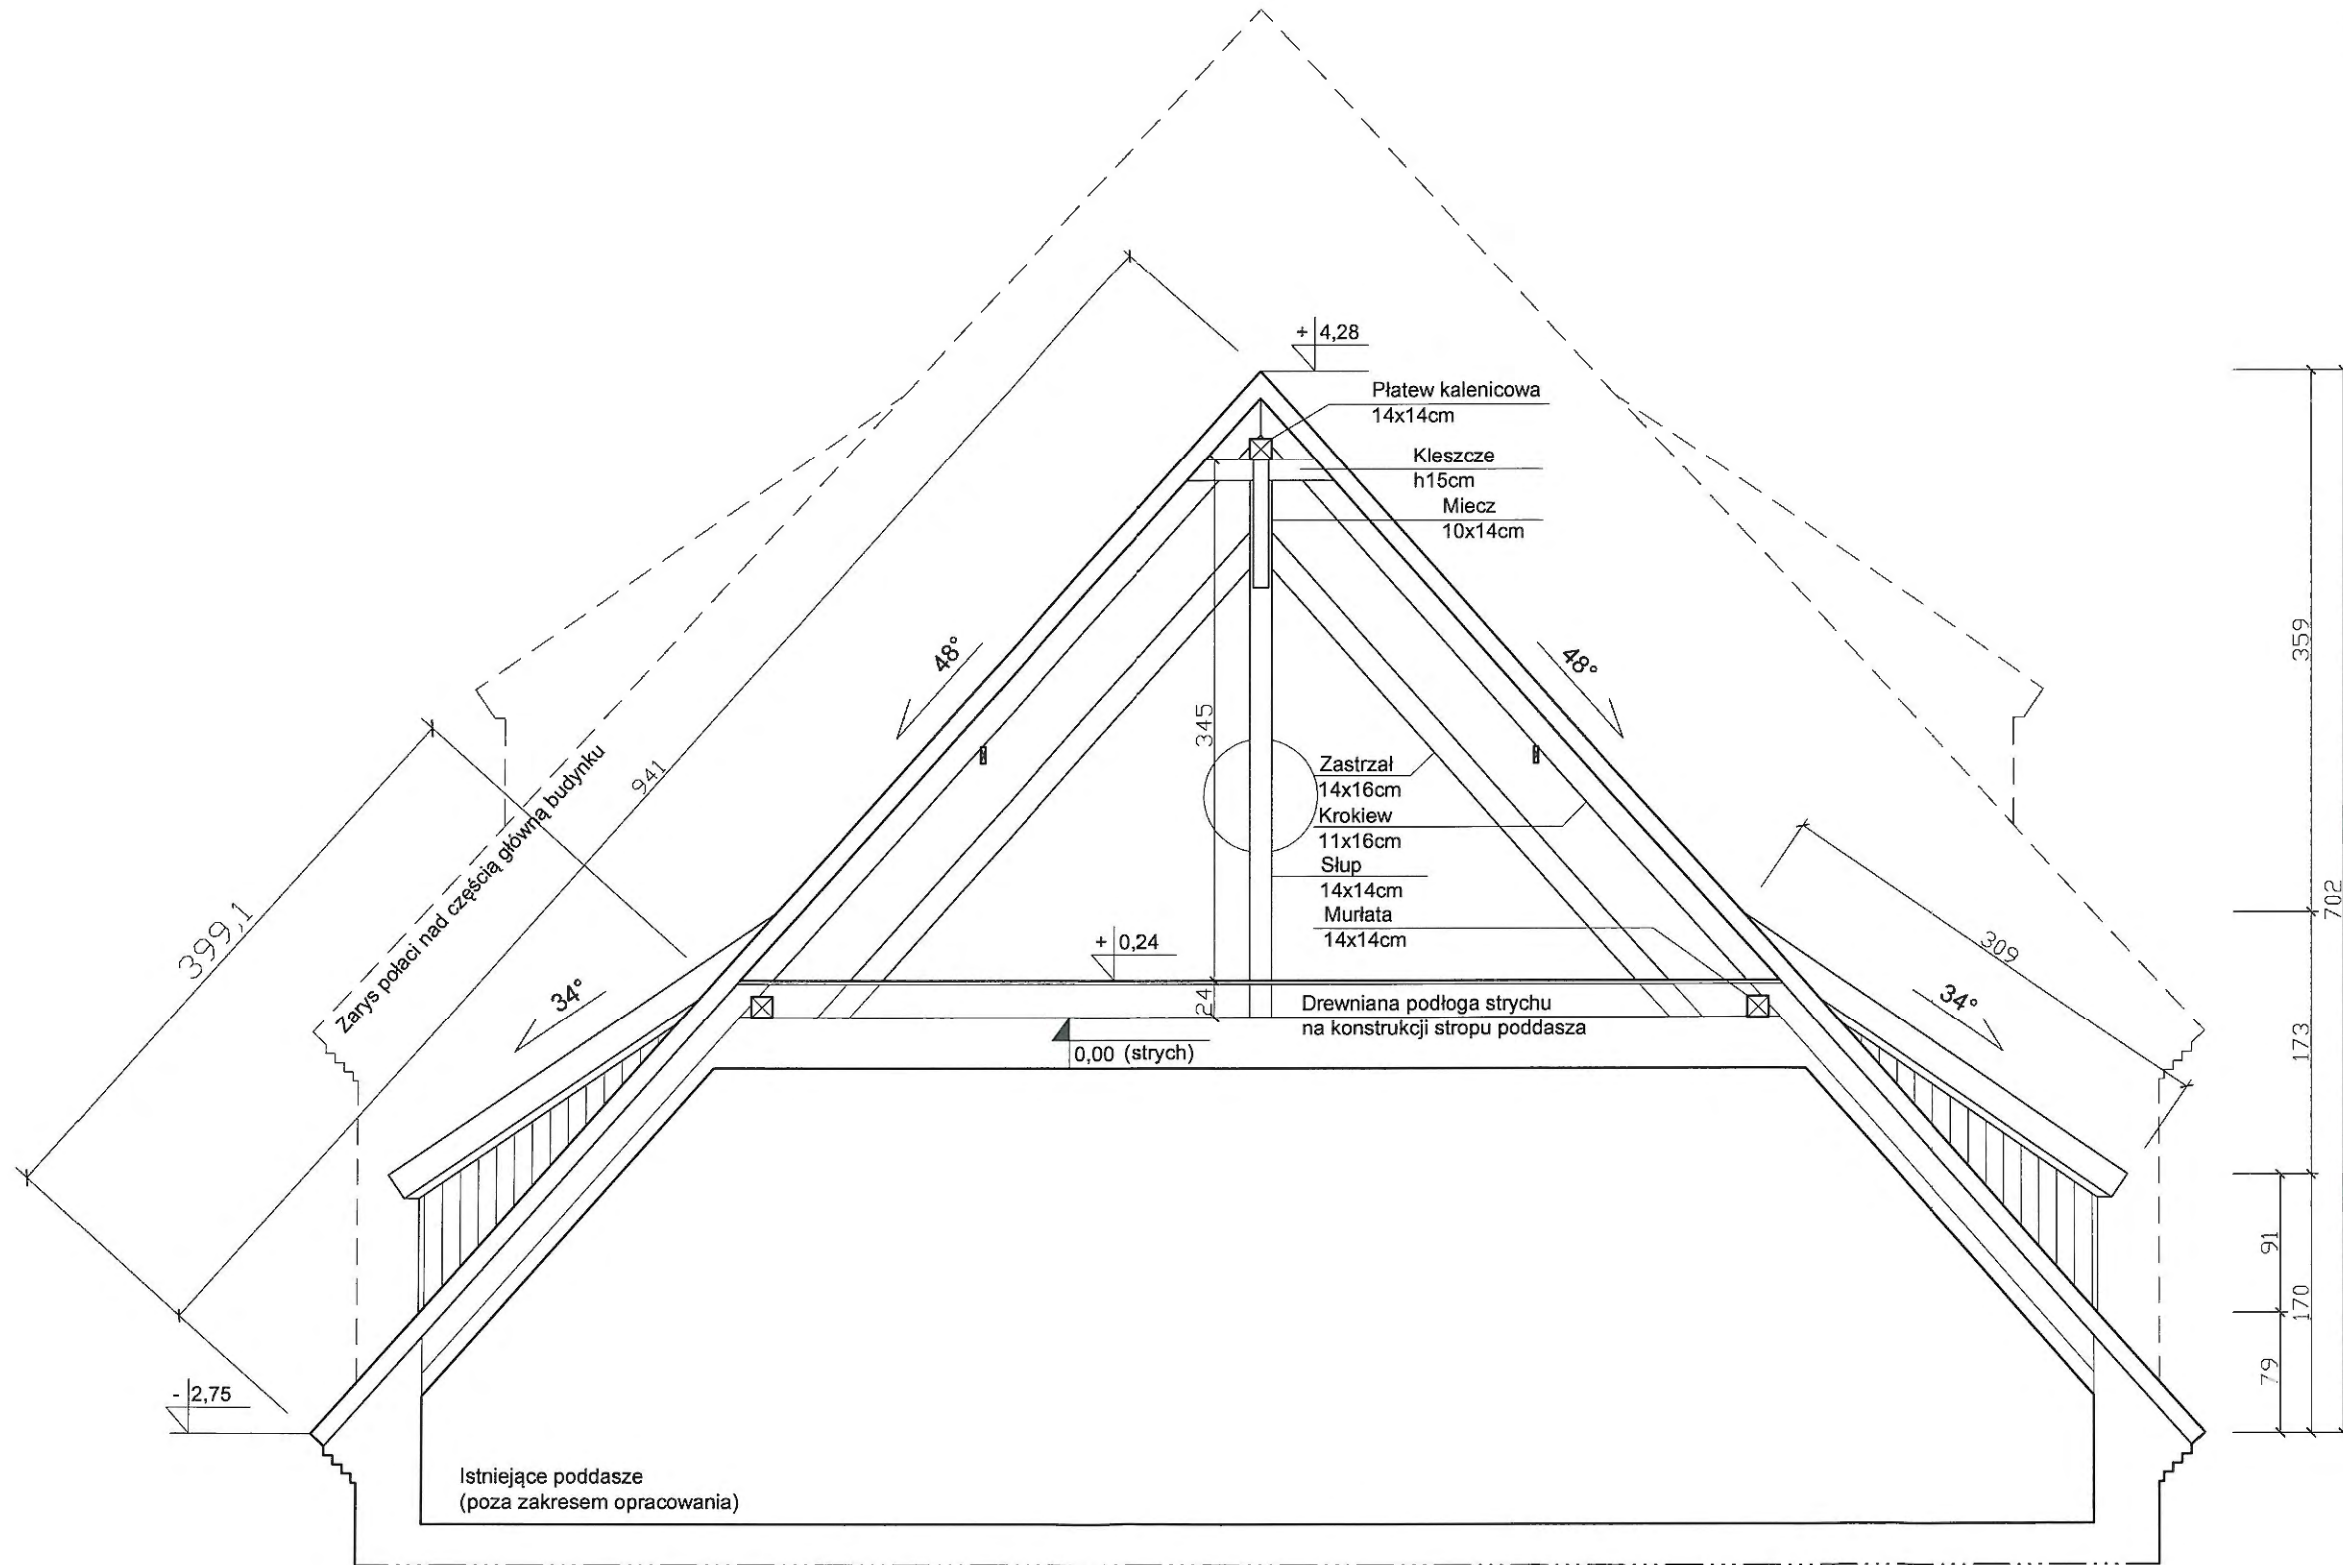 + 4,28
Płatew kalenicowa
14x14cm
Kleszcze
h15cm
Miecz
10x14cm
48°
48°
359
345
941
Zarys połaci nad częścią główną budynku
399,1
Zastrzał
14x16cm
Krokiew
11x16cm
Słup
14x14cm
Murłata
14x14cm
702
309
+ 0,24
34°
34°
24
Drewniana podłoga strychu
na konstrukcji stropu poddasza
0,00 (strych)
173
91
170
79
- 2,75
Istniejące poddasze
(poza zakresem opracowania)